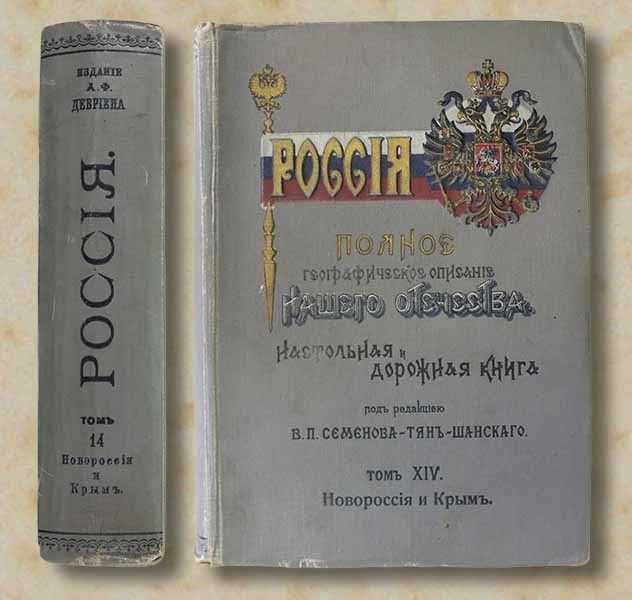 ИЗДАНІЕ
А. Ф.
ДЕВРІЕНА
РОССІЯ.
ТОМЪ
14
Новороссія
и
Крымъ.
РОССІЯ
ПОЛНОЕ
ГЕОГРАФИЧЕСКОЕ ОПИСАНІЕ
НАШЕГО ОТЕЧЕСТВА.
НАСТОЛЬНАЯ и
ДОРОЖНАЯ КНИГА
подъ редакціею
В. П. СЕМЕНОВА-ТЯНЪ-ШАНСКАГО.
ТОМЪ XIV.
Новороссія и Крымъ.